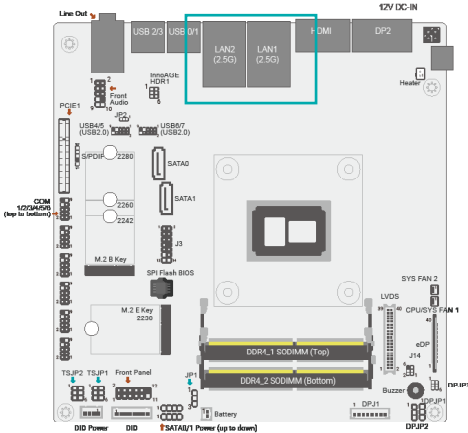 12V DC-IN
Line Out
USB 2/3
USB 0/1
LAN2
(2.5G)
LAN1
(2.5G)
HDMI
DP2
InnoAGE
HDR1
Heater
Front
Audio
PCIE1
JP2
USB4/5
(USB2.0)
USB6/7
(USB2.0)
S/PDIF
2280
SATA0
COM
1/2/3/4/5/6
(top to bottom)
2260
2242
SATA1
J3
M.2 B Key
SPI Flash BIOS
SYS FAN 2
LVDS
CPU/SYS FAN 1
M.2 E Key
2230
eDP
DDR4_1 SODIMM (Top)
J14
TSJP2
TSJP1
Front Panel
JP1
DDR4_2 SODIMM (Bottom)
Buzzer
DPJP3
DPJP1
Battery
DPJ1
DID Power
DID
SATA0/1 Power (up to down)
DPJP2